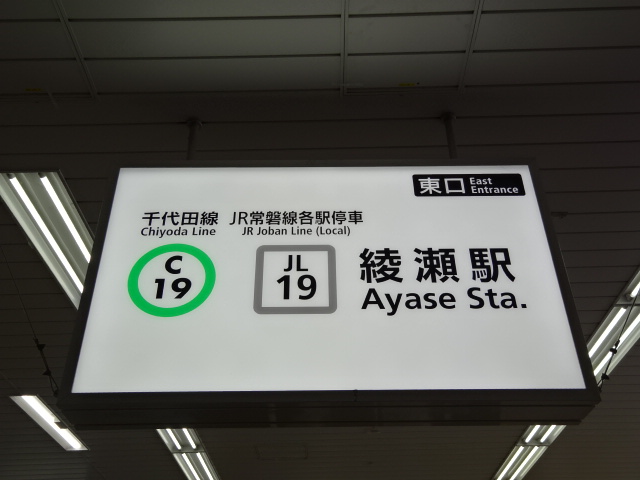 東口 East Entrance
千代田線 JR常磐線各駅停車
Chiyoda Line JR Joban Line (Local)
C JL
19 19
綾瀬駅
Ayase Sta.